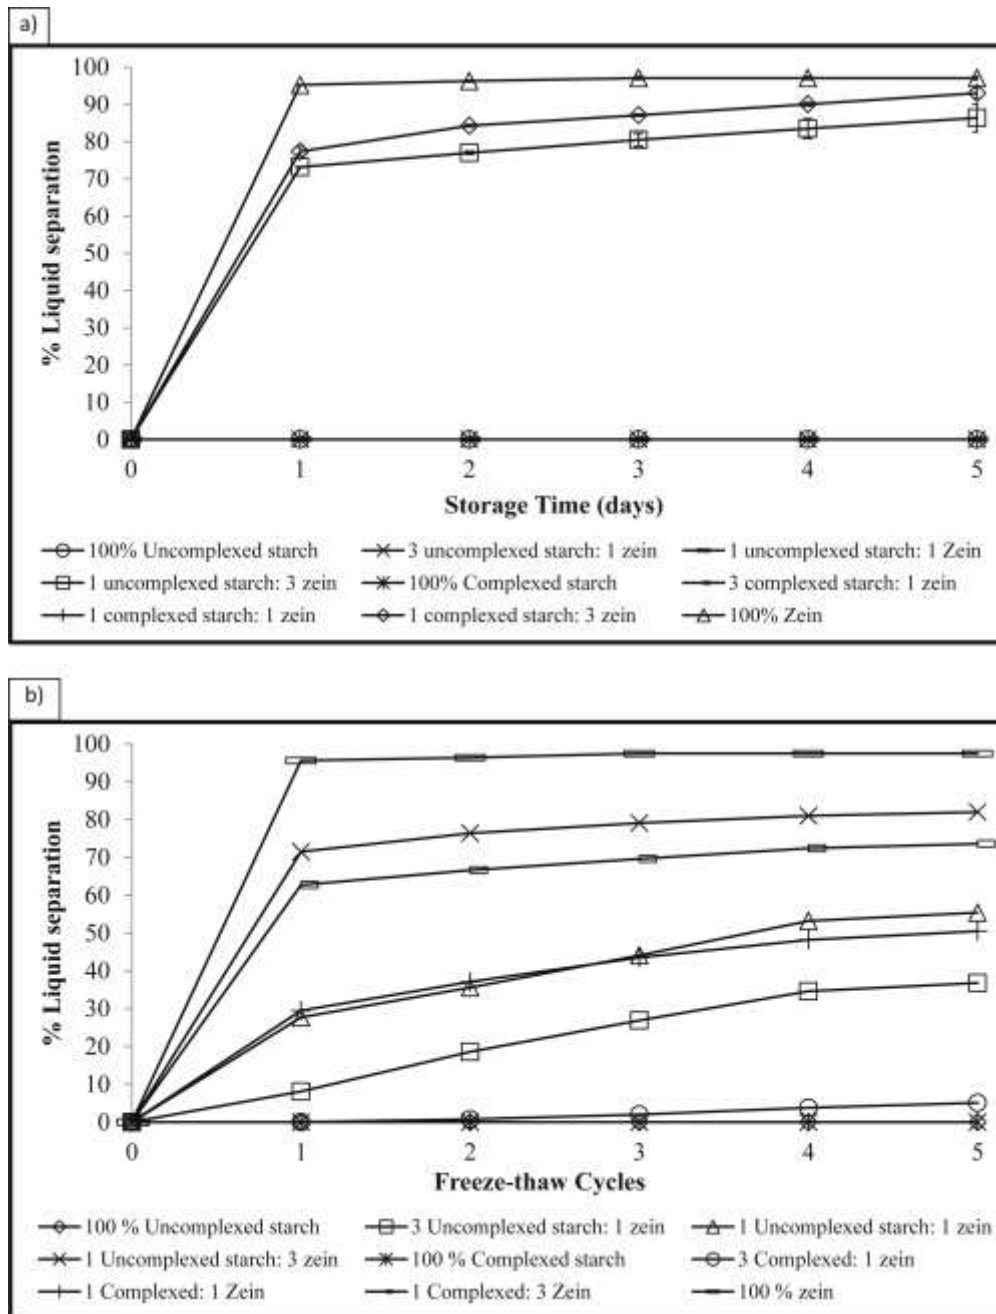 a)
100
90
80
70
60
50
40
30
20
10
0
% Liquid separation
0 1 2 3 4 5
Storage Time (days)
100% Uncomplexed starch 3 uncomplexed starch: 1 zein 1 uncomplexed starch: 1 Zein
1 uncomplexed starch: 3 zein 100% Complexed starch 3 complexed starch: 1 zein
1 complexed starch: 1 zein 1 complexed starch: 3 zein 100% Zein
b)
100
90
80
70
60
50
40
30
20
10
0
% Liquid separation
0 1 2 3 4 5
Freeze-thaw Cycles
100 % Uncomplexed starch 3 Uncomplexed starch: 1 zein 1 Uncomplexed starch: 1 zein
1 Uncomplexed starch: 3 zein 100 % Complexed starch 3 Complexed: 1 zein
1 Complexed: 1 Zein 1 Complexed: 3 Zein 100 % zein